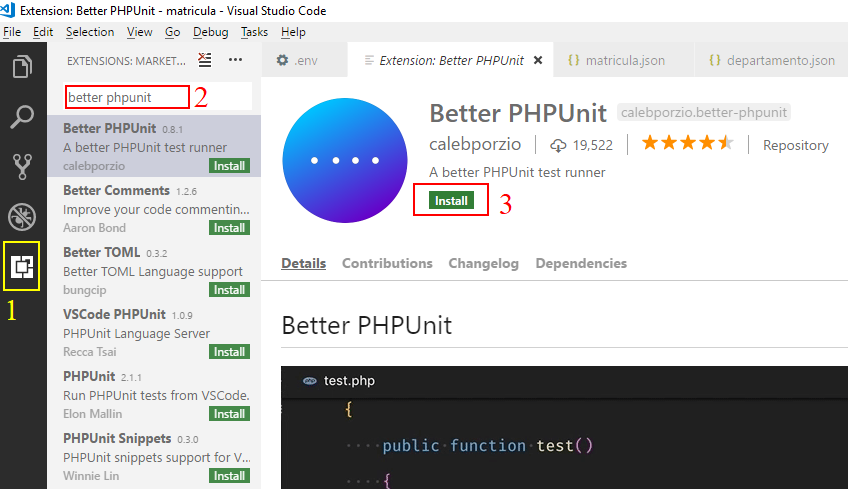 Extension: Better PHPUnit - matricula - Visual Studio Code
File Edit Selection View Go Debug Tasks Help
EXTENSIONS: MARKET...
.env
Extension: Better PHPUnit
matricula.json
departamento.json
better phpunit
2
Better PHPUnit 0.8.1
A better PHPUnit test runner
calebporzio Install
Better Comments 1.2.6
Improve your code commentin...
Aaron Bond Install
Better TOML 0.3.2
Better TOML Language support
bungcip Install
VSCode PHPUnit 1.0.9
PHPUnit Language Server
Recca Tsai Install
PHPUnit 2.1.1
Run PHPUnit tests from VSCode.
Elon Mallin Install
PHPUnit Snippets 0.3.0
PHPUnit snippets support for V...
Winnie Lin Install
1
Better PHPUnit calebporzio.better-phpunit
calebporzio 19,522 Repository
A better PHPUnit test runner
Install
3
Details Contributions Changelog Dependencies
Better PHPUnit
php test.php
{
public function test()
{